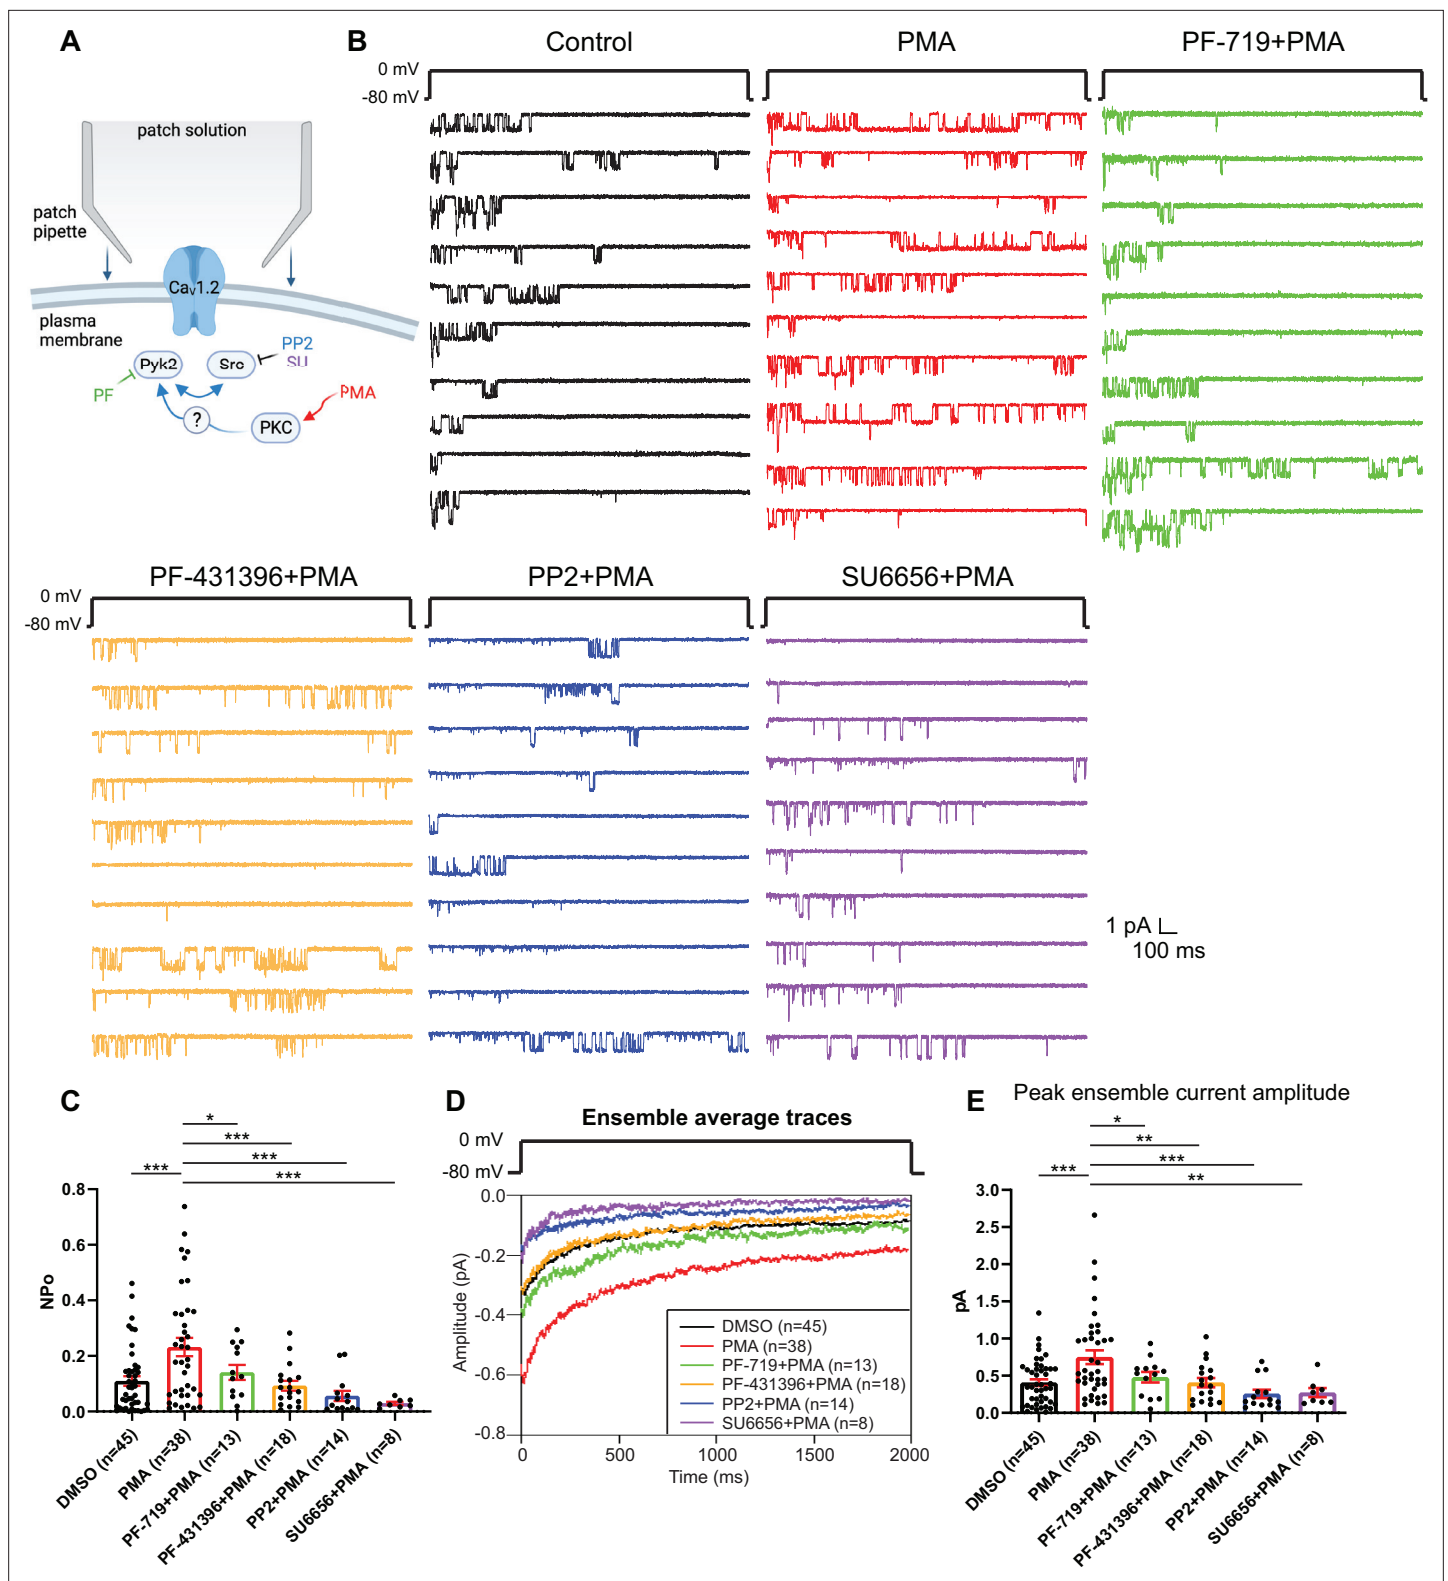 A
patch solution
patch
pipette
Cav1.2
plasma
membrane
Pyk2
Src
PP2
SU
PF
PMA
?
PKC
B
Control
PMA
PF-719+PMA
0 mV
-80 mV
PF-431396+PMA
PP2+PMA
SU6656+PMA
0 mV
-80 mV
1 pA
100 ms
C
*
***
***
***
***
NPo
0.8
0.6
0.4
0.2
0.0
DMSO (n=45)
PMA (n=38)
PF-719+PMA (n=13)
PF-431396+PMA (n=18)
PP2+PMA (n=14)
SU6656+PMA (n=8)
D
Ensemble average traces
0 mV
-80 mV
Amplitude (pA)
0.0
-0.2
-0.4
-0.6
-0.8
DMSO (n=45)
PMA (n=38)
PF-719+PMA (n=13)
PF-431396+PMA (n=18)
PP2+PMA (n=14)
SU6656+PMA (n=8)
0
500
1000
1500
2000
Time (ms)
E
Peak ensemble current amplitude
*
**
***
***
**
pA
3.0
2.5
2.0
1.5
1.0
0.5
0.0
DMSO (n=45)
PMA (n=38)
PF-719+PMA (n=13)
PF-431396+PMA (n=18)
PP2+PMA (n=14)
SU6656+PMA (n=8)